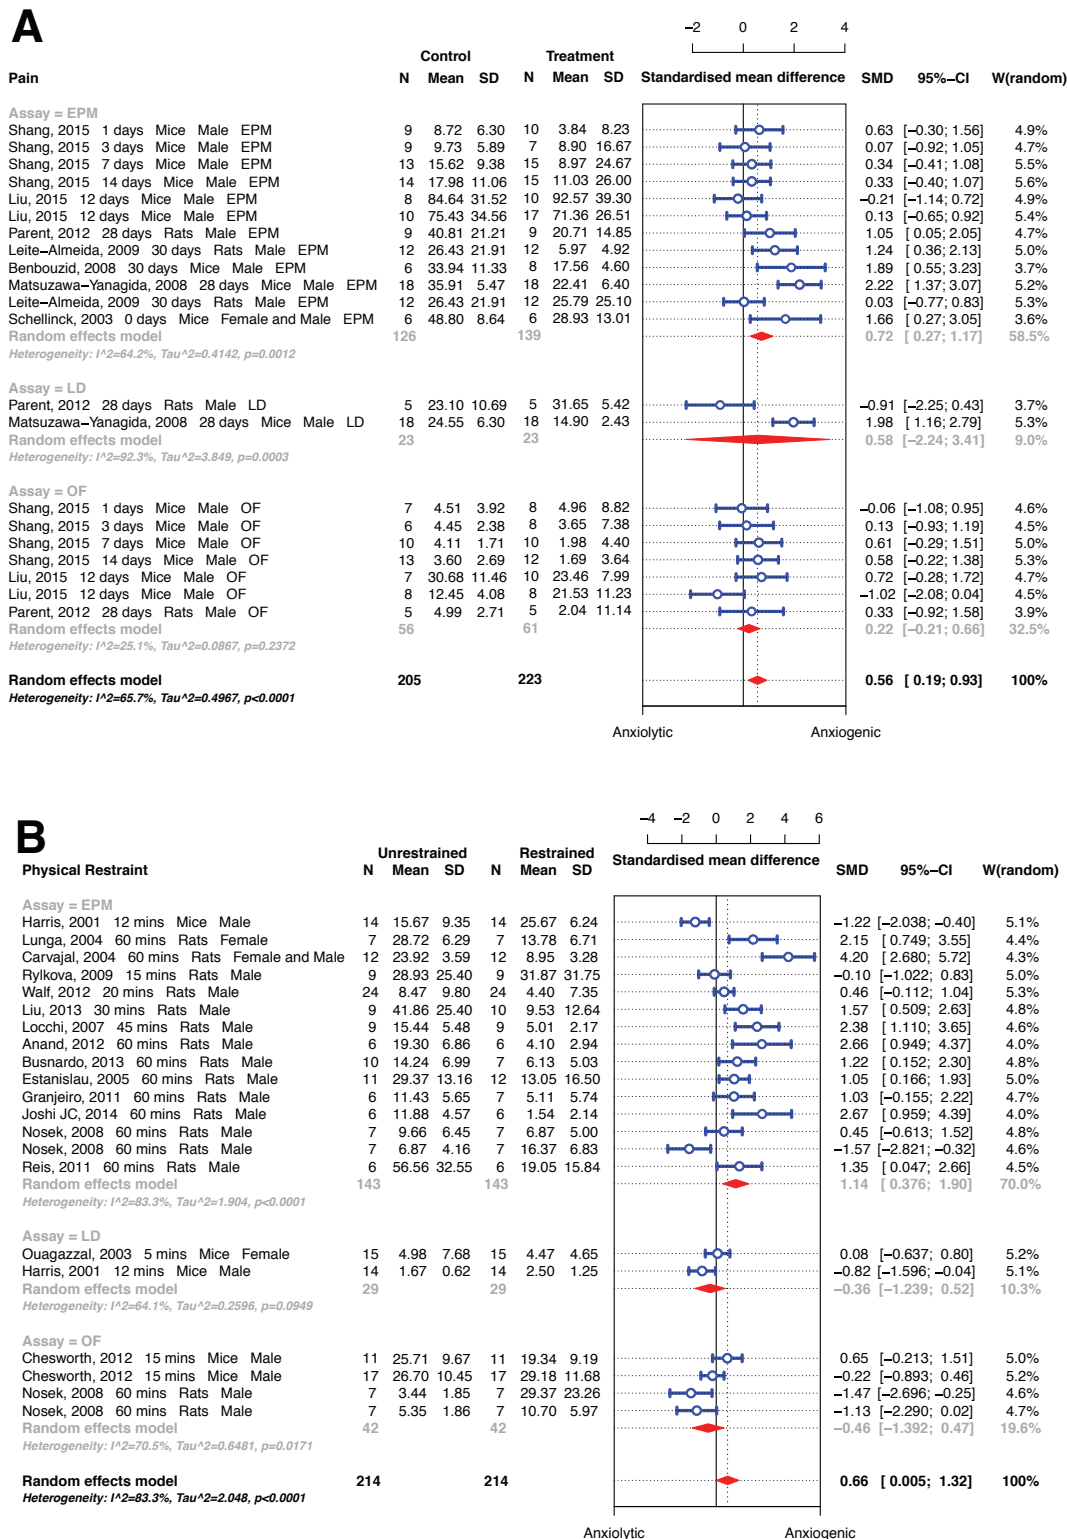 A
−2 0 2 4
Control Treatment
Pain N Mean SD N Mean SD Standardised mean difference SMD 95%−CI W(random)
Assay = EPM
Shang, 2015 1 days Mice Male EPM 9 8.72 6.30 10 3.84 8.23 0.63 [−0.30; 1.56] 4.9%
Shang, 2015 3 days Mice Male EPM 9 9.73 5.89 7 8.90 16.67 0.07 [−0.92; 1.05] 4.7%
Shang, 2015 7 days Mice Male EPM 13 15.62 9.38 15 8.97 24.67 0.34 [−0.41; 1.08] 5.5%
Shang, 2015 14 days Mice Male EPM 14 17.98 11.06 15 11.03 26.00 0.33 [−0.40; 1.07] 5.6%
Liu, 2015 12 days Mice Male EPM 8 84.64 31.52 10 92.57 39.30 −0.21 [−1.14; 0.72] 4.9%
Liu, 2015 12 days Mice Male EPM 10 75.43 34.56 17 71.36 26.51 0.13 [−0.65; 0.92] 5.4%
Parent, 2012 28 days Rats Male EPM 9 40.81 21.21 9 20.71 14.85 1.05 [ 0.05; 2.05] 4.7%
Leite−Almeida, 2009 30 days Rats Male EPM 12 26.43 21.91 12 5.97 4.92 1.24 [ 0.36; 2.13] 5.0%
Benbouzid, 2008 30 days Mice Male EPM 6 33.94 11.33 8 17.56 4.60 1.89 [ 0.55; 3.23] 3.7%
Matsuzawa−Yanagida, 2008 28 days Mice Male EPM 18 35.91 5.47 18 22.41 6.40 2.22 [ 1.37; 3.07] 5.2%
Leite−Almeida, 2009 30 days Rats Male EPM 12 26.43 21.91 12 25.79 25.10 0.03 [−0.77; 0.83] 5.3%
Schellinck, 2003 0 days Mice Female and Male EPM 6 48.80 8.64 6 28.93 13.01 1.66 [ 0.27; 3.05] 3.6%
Random effects model 126 139 0.72 [ 0.27; 1.17] 58.5%
Heterogeneity: I^2=64.2%, Tau^2=0.4142, p=0.0012
Assay = LD
Parent, 2012 28 days Rats Male LD 5 23.10 10.69 5 31.65 5.42 −0.91 [−2.25; 0.43] 3.7%
Matsuzawa−Yanagida, 2008 28 days Mice Male LD 18 24.55 6.30 18 14.90 2.43 1.98 [ 1.16; 2.79] 5.3%
Random effects model 23 23 0.58 [−2.24; 3.41] 9.0%
Heterogeneity: I^2=92.3%, Tau^2=3.849, p=0.0003
Assay = OF
Shang, 2015 1 days Mice Male OF 7 4.51 3.92 8 4.96 8.82 −0.06 [−1.08; 0.95] 4.6%
Shang, 2015 3 days Mice Male OF 6 4.45 2.38 8 3.65 7.38 0.13 [−0.93; 1.19] 4.5%
Shang, 2015 7 days Mice Male OF 10 4.11 1.71 10 1.98 4.40 0.61 [−0.29; 1.51] 5.0%
Shang, 2015 14 days Mice Male OF 13 3.60 2.69 12 1.69 3.64 0.58 [−0.22; 1.38] 5.3%
Liu, 2015 12 days Mice Male OF 7 30.68 11.46 10 23.46 7.99 0.72 [−0.28; 1.72] 4.7%
Liu, 2015 12 days Mice Male OF 8 12.45 4.08 8 21.53 11.23 −1.02 [−2.08; 0.04] 4.5%
Parent, 2012 28 days Rats Male OF 5 4.99 2.71 5 2.04 11.14 0.33 [−0.92; 1.58] 3.9%
Random effects model 56 61 0.22 [−0.21; 0.66] 32.5%
Heterogeneity: I^2=25.1%, Tau^2=0.0867, p=0.2372
Random effects model 205 223 0.56 [ 0.19; 0.93] 100%
Heterogeneity: I^2=65.7%, Tau^2=0.4967, p<0.0001
Anxiolytic Anxiogenic
B
−4 −2 0 2 4 6
Unrestrained Restrained
Physical Restraint N Mean SD N Mean SD Standardised mean difference SMD 95%−CI W(random)
Assay = EPM
Harris, 2001 12 mins Mice Male 14 15.67 9.35 14 25.67 6.24 −1.22 [−2.038; −0.40] 5.1%
Lunga, 2004 60 mins Rats Female 7 28.72 6.29 7 13.78 6.71 2.15 [ 0.749; 3.55] 4.4%
Carvajal, 2004 60 mins Rats Female and Male 12 23.92 3.59 12 8.95 3.28 4.20 [ 2.680; 5.72] 4.3%
Rylkova, 2009 15 mins Rats Male 9 28.93 25.40 9 31.87 31.75 −0.10 [−1.022; 0.83] 5.0%
Walf, 2012 20 mins Rats Male 24 8.47 9.80 24 4.40 7.35 0.46 [−0.112; 1.04] 5.3%
Liu, 2013 30 mins Rats Male 9 41.86 25.40 10 9.53 12.64 1.57 [ 0.509; 2.63] 4.8%
Locchi, 2007 45 mins Rats Male 9 15.44 5.48 9 5.01 2.17 2.38 [ 1.110; 3.65] 4.6%
Anand, 2012 60 mins Rats Male 6 19.30 6.86 6 4.10 2.94 2.66 [ 0.949; 4.37] 4.0%
Busnardo, 2013 60 mins Rats Male 10 14.24 6.99 7 6.13 5.03 1.22 [ 0.152; 2.30] 4.8%
Estanislau, 2005 60 mins Rats Male 11 29.37 13.16 12 13.05 16.50 1.05 [ 0.166; 1.93] 5.0%
Granjeiro, 2011 60 mins Rats Male 6 11.43 5.65 7 5.11 5.74 1.03 [−0.155; 2.22] 4.7%
Joshi JC, 2014 60 mins Rats Male 6 11.88 4.57 6 1.54 2.14 2.67 [ 0.959; 4.39] 4.0%
Nosek, 2008 60 mins Rats Male 7 9.66 6.45 7 6.87 5.00 0.45 [−0.613; 1.52] 4.8%
Nosek, 2008 60 mins Rats Male 7 6.87 4.16 7 16.37 6.83 −1.57 [−2.821; −0.32] 4.6%
Reis, 2011 60 mins Rats Male 6 56.56 32.55 6 19.05 15.84 1.35 [ 0.047; 2.66] 4.5%
Random effects model 143 143 1.14 [ 0.376; 1.90] 70.0%
Heterogeneity: I^2=83.3%, Tau^2=1.904, p<0.0001
Assay = LD
Ouagazzal, 2003 5 mins Mice Female 15 4.98 7.68 15 4.47 4.65 0.08 [−0.637; 0.80] 5.2%
Harris, 2001 12 mins Mice Male 14 1.67 0.62 14 2.50 1.25 −0.82 [−1.596; −0.04] 5.1%
Random effects model 29 29 −0.36 [−1.239; 0.52] 10.3%
Heterogeneity: I^2=64.1%, Tau^2=0.2596, p=0.0949
Assay = OF
Chesworth, 2012 15 mins Mice Male 11 25.71 9.67 11 19.34 9.19 0.65 [−0.213; 1.51] 5.0%
Chesworth, 2012 15 mins Mice Male 17 26.70 10.45 17 29.18 11.68 −0.22 [−0.893; 0.46] 5.2%
Nosek, 2008 60 mins Rats Male 7 3.44 1.85 7 29.37 23.26 −1.47 [−2.696; −0.25] 4.6%
Nosek, 2008 60 mins Rats Male 7 5.35 1.86 7 10.70 5.97 −1.13 [−2.290; 0.02] 4.7%
Random effects model 42 42 −0.46 [−1.392; 0.47] 19.6%
Heterogeneity: I^2=70.5%, Tau^2=0.6481, p=0.0171
Random effects model 214 214 0.66 [ 0.005; 1.32] 100%
Heterogeneity: I^2=83.3%, Tau^2=2.048, p<0.0001
Anxiolytic Anxiogenic